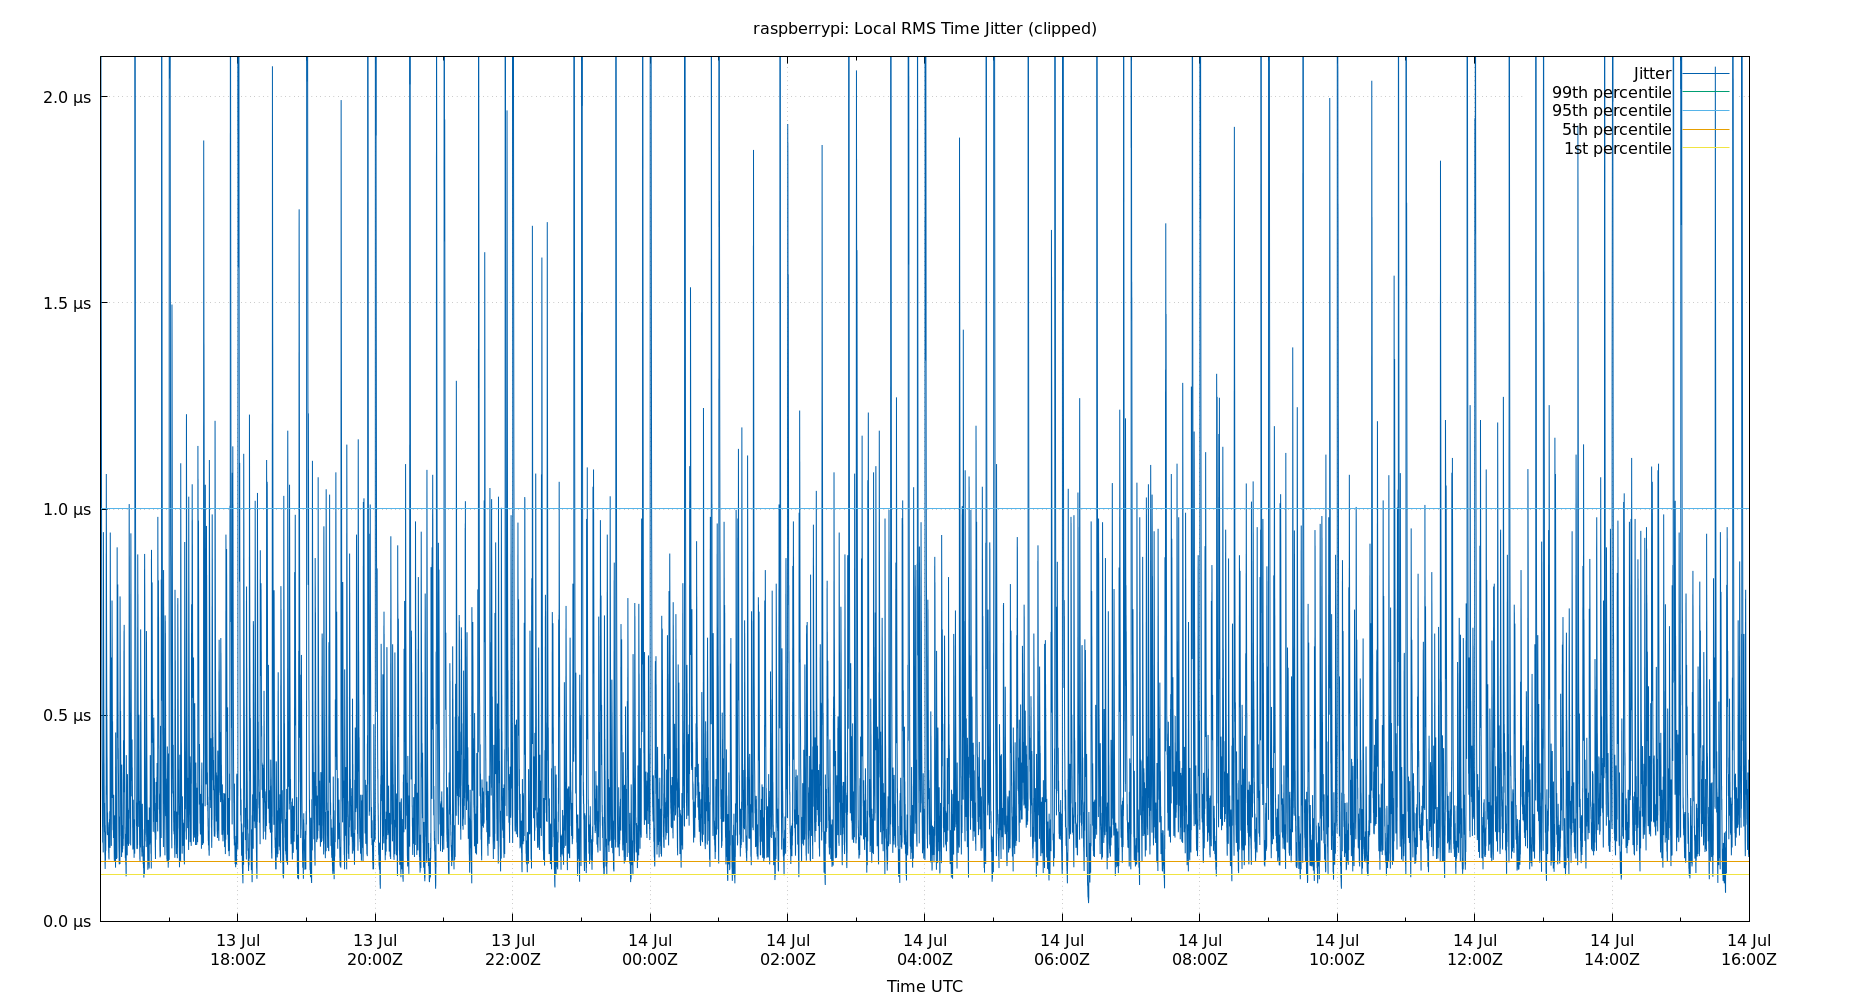 raspberrypi: Local RMS Time Jitter (clipped)
Jitter
99th percentile
95th percentile
5th percentile
1st percentile
2.0 µs
1.5 µs
1.0 µs
0.5 µs
0.0 µs
13 Jul 13 Jul 13 Jul 14 Jul 14 Jul 14 Jul 14 Jul 14 Jul 14 Jul 14 Jul 14 Jul 14 Jul
18:00Z 20:00Z 22:00Z 00:00Z 02:00Z 04:00Z 06:00Z 08:00Z 10:00Z 12:00Z 14:00Z 16:00Z
Time UTC